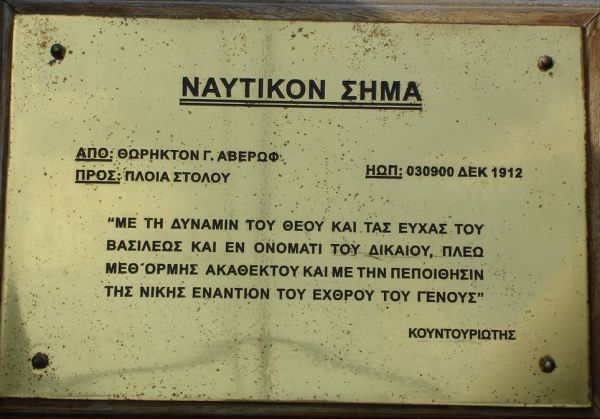 ΝΑΥΤΙΚΟΝ ΣΗΜΑ
ΑΠΟ: ΘΩΡΗΚΤΟΝ Γ. ΑΒΕΡΩΦ
ΠΡΟΣ: ΠΛΟΙΑ ΣΤΟΛΟΥ
ΗΩΠ: 030900 ΔΕΚ 1912
“ΜΕ ΤΗ ΔΥΝΑΜΙΝ ΤΟΥ ΘΕΟΥ ΚΑΙ ΤΑΣ ΕΥΧΑΣ ΤΟΥ
ΒΑΣΙΛΕΩΣ ΚΑΙ ΕΝ ΟΝΟΜΑΤΙ ΤΟΥ ΔΙΚΑΙΟΥ, ΠΛΕΩ
ΜΕΘ΄ΟΡΜΗΣ ΑΚΑΘΕΚΤΟΥ ΚΑΙ ΜΕ ΤΗΝ ΠΕΠΟΙΘΗΣΙΝ
ΤΗΣ ΝΙΚΗΣ ΕΝΑΝΤΙΟΝ ΤΟΥ ΕΧΘΡΟΥ ΤΟΥ ΓΕΝΟΥΣ”
ΚΟΥΝΤΟΥΡΙΩΤΗΣ